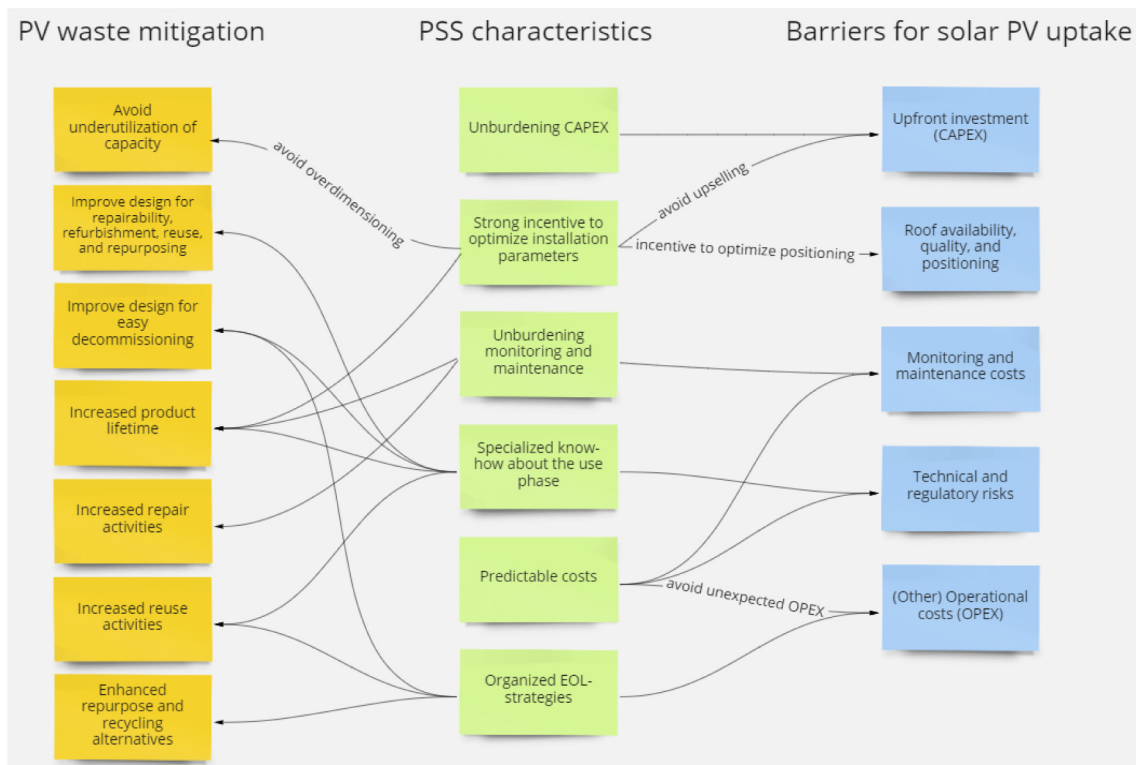 PV waste mitigation
PSS characteristics
Barriers for solar PV uptake
Avoid
underutilization of
capacity
Improve design for
repairability,
refurbishment, reuse,
and repurposing
Improve design for
easy
decommissioning
Increased product
lifetime
Increased repair
activities
Increased reuse
activities
Enhanced
repurpose and
recycling
alternatives
avoid overdimensioning
Unburdening CAPEX
Strong incentive to
optimize installation
parameters
Unburdening
monitoring and
maintenance
Specialized know-
how about the use
phase
Predictable costs
Organized EOL-
strategies
avoid upselling
incentive to optimize positioning
avoid unexpected OPEX
Upfront investment
(CAPEX)
Roof availability,
quality, and
positioning
Monitoring and
maintenance costs
Technical and
regulatory risks
(Other) Operational
costs (OPEX)